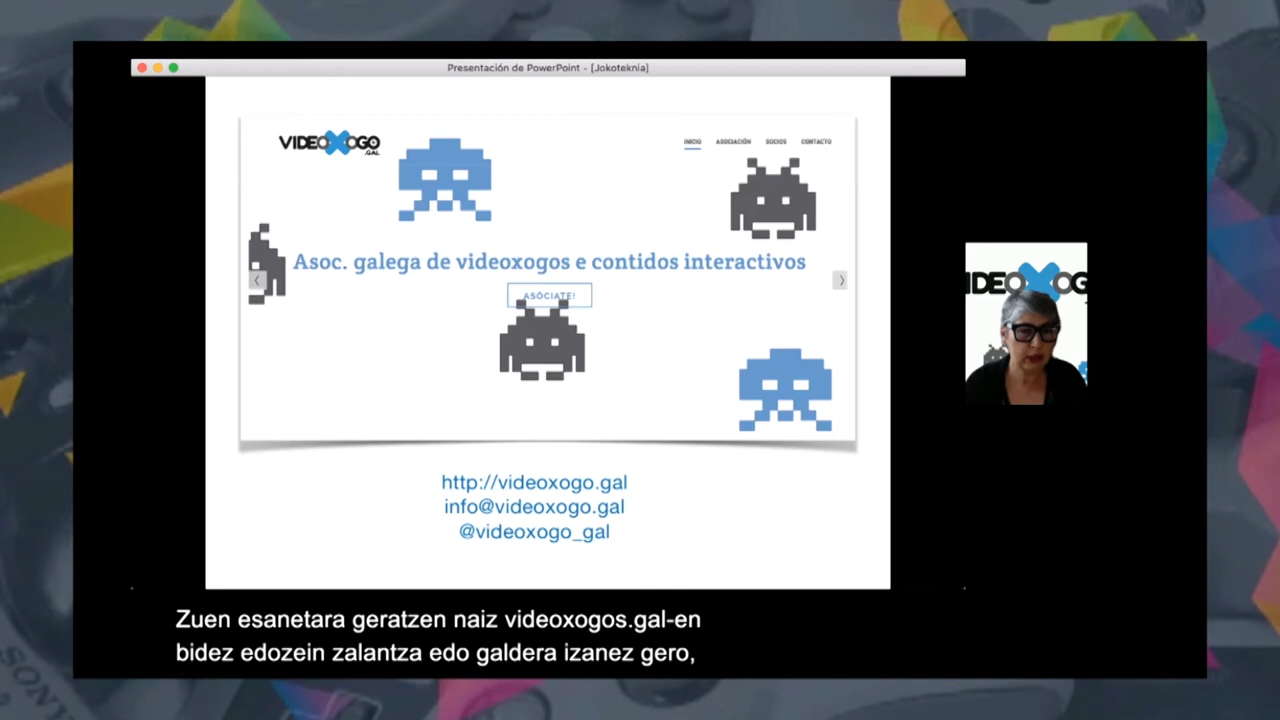 Presentación de PowerPoint - [Jokoteknia]
VIDEOXOGO
.GAL
INICIO ASOCIACIÓN SOCIOS CONTACTO
Asoc. galega de videoxogos e contidos interactivos
ASÓCIATE!
IDEOXOG
http://videoxogo.gal
info@videoxogo.gal
@videoxogo_gal
Zuen esanetara geratzen naiz videoxogos.gal-en
bidez edozein zalantza edo galdera izanez gero,
SONY